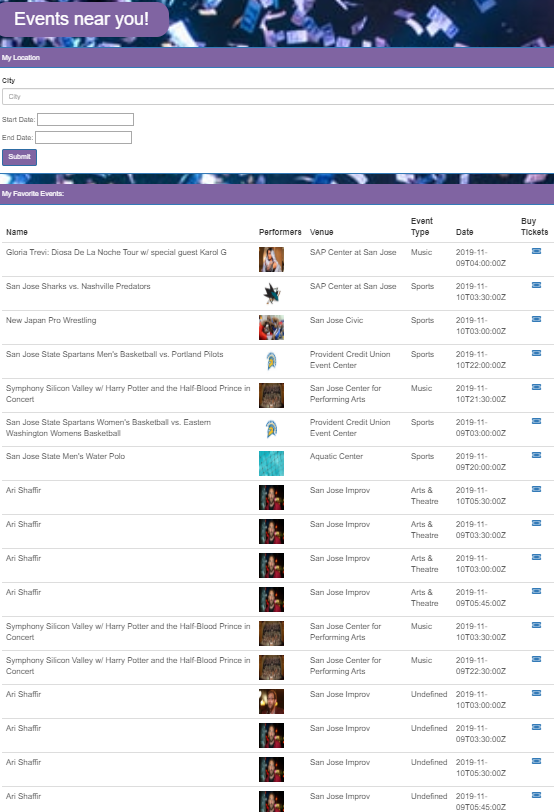 Events near you!
My Location
City
City
Start Date:
End Date:
Submit
My Favorite Events:
Name Performers Venue Event Type Date Buy Tickets
Gloria Trevi: Diosa De La Noche Tour w/ special guest Karol G SAP Center at San Jose Music 2019-11-
09T04:00:00Z
San Jose Sharks vs. Nashville Predators SAP Center at San Jose Sports 2019-11-
10T03:30:00Z
New Japan Pro Wrestling San Jose Civic Sports 2019-11-
10T03:00:00Z
San Jose State Spartans Men's Basketball vs. Portland Pilots Provident Credit Union Sports 2019-11-
Event Center 10T22:00:00Z
Symphony Silicon Valley w/ Harry Potter and the Half-Blood Prince in San Jose Center for Music 2019-11-
Concert Performing Arts 10T21:30:00Z
San Jose State Spartans Women's Basketball vs. Eastern Provident Credit Union Sports 2019-11-
Washington Womens Basketball Event Center 09T03:00:00Z
San Jose State Men's Water Polo Aquatic Center Sports 2019-11-
09T20:00:00Z
Ari Shaffir San Jose Improv Arts & 2019-11-
Theatre 10T05:30:00Z
Ari Shaffir San Jose Improv Arts & 2019-11-
Theatre 09T03:30:00Z
Ari Shaffir San Jose Improv Arts & 2019-11-
Theatre 10T03:00:00Z
Ari Shaffir San Jose Improv Arts & 2019-11-
Theatre 09T05:45:00Z
Symphony Silicon Valley w/ Harry Potter and the Half-Blood Prince in San Jose Center for Music 2019-11-
Concert Performing Arts 10T03:30:00Z
Symphony Silicon Valley w/ Harry Potter and the Half-Blood Prince in San Jose Center for Music 2019-11-
Concert Performing Arts 09T22:30:00Z
Ari Shaffir San Jose Improv Undefined 2019-11-
10T03:00:00Z
Ari Shaffir San Jose Improv Undefined 2019-11-
09T03:30:00Z
Ari Shaffir San Jose Improv Undefined 2019-11-
10T05:30:00Z
Ari Shaffir San Jose Improv Undefined 2019-11-
09T05:45:00Z